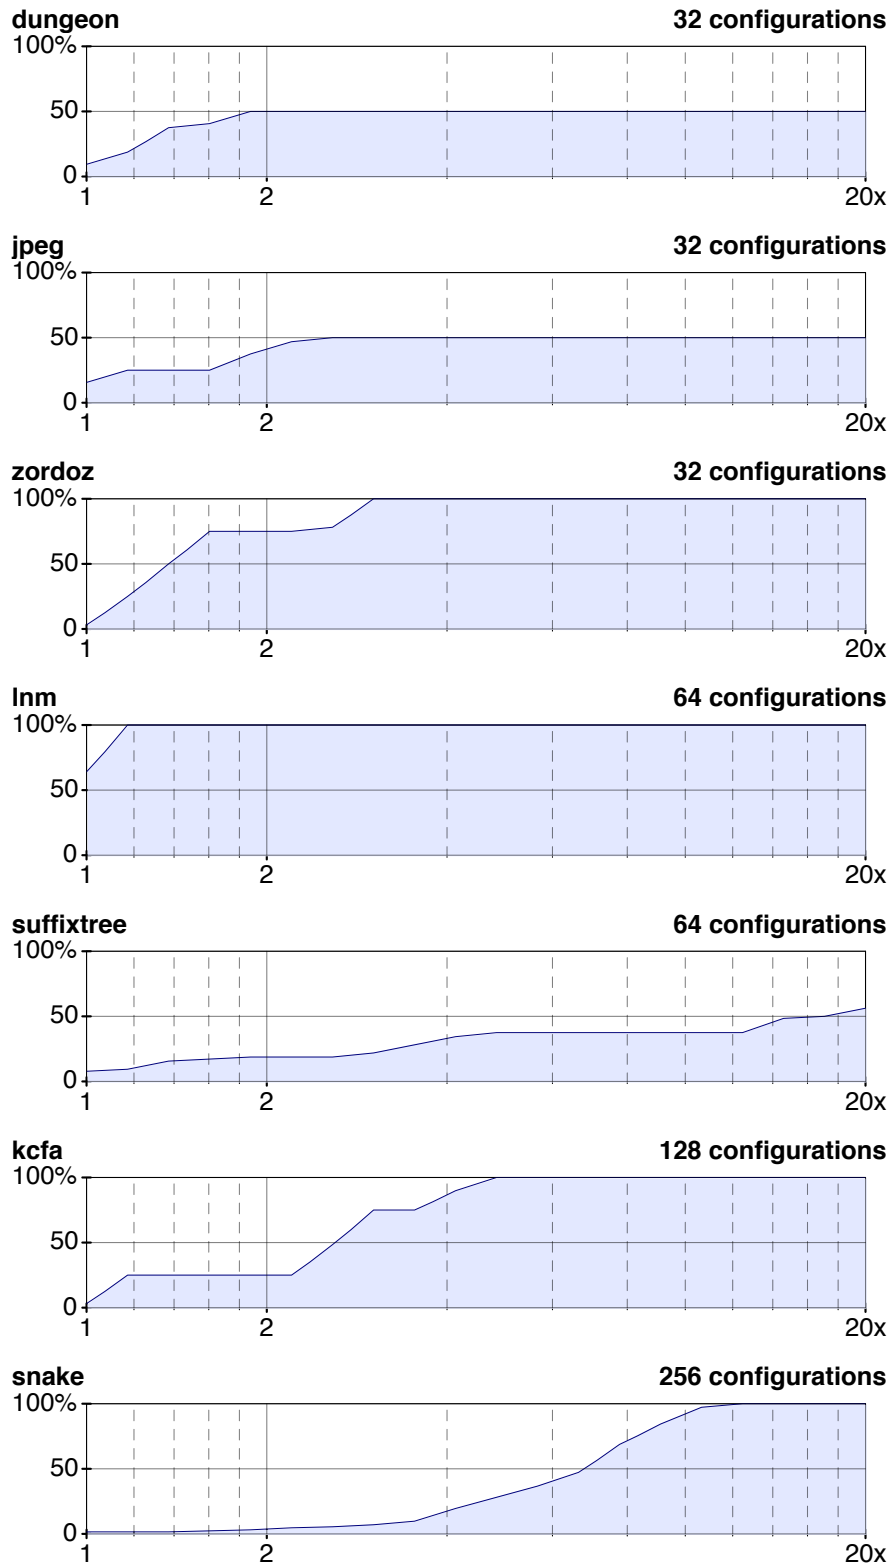 dungeon 32 configurations
100%
50
0
1 2 20x
jpeg 32 configurations
100%
50
0
1 2 20x
zordoz 32 configurations
100%
50
0
1 2 20x
lnm 64 configurations
100%
50
0
1 2 20x
suffixtree 64 configurations
100%
50
0
1 2 20x
kcfa 128 configurations
100%
50
0
1 2 20x
snake 256 configurations
100%
50
0
1 2 20x